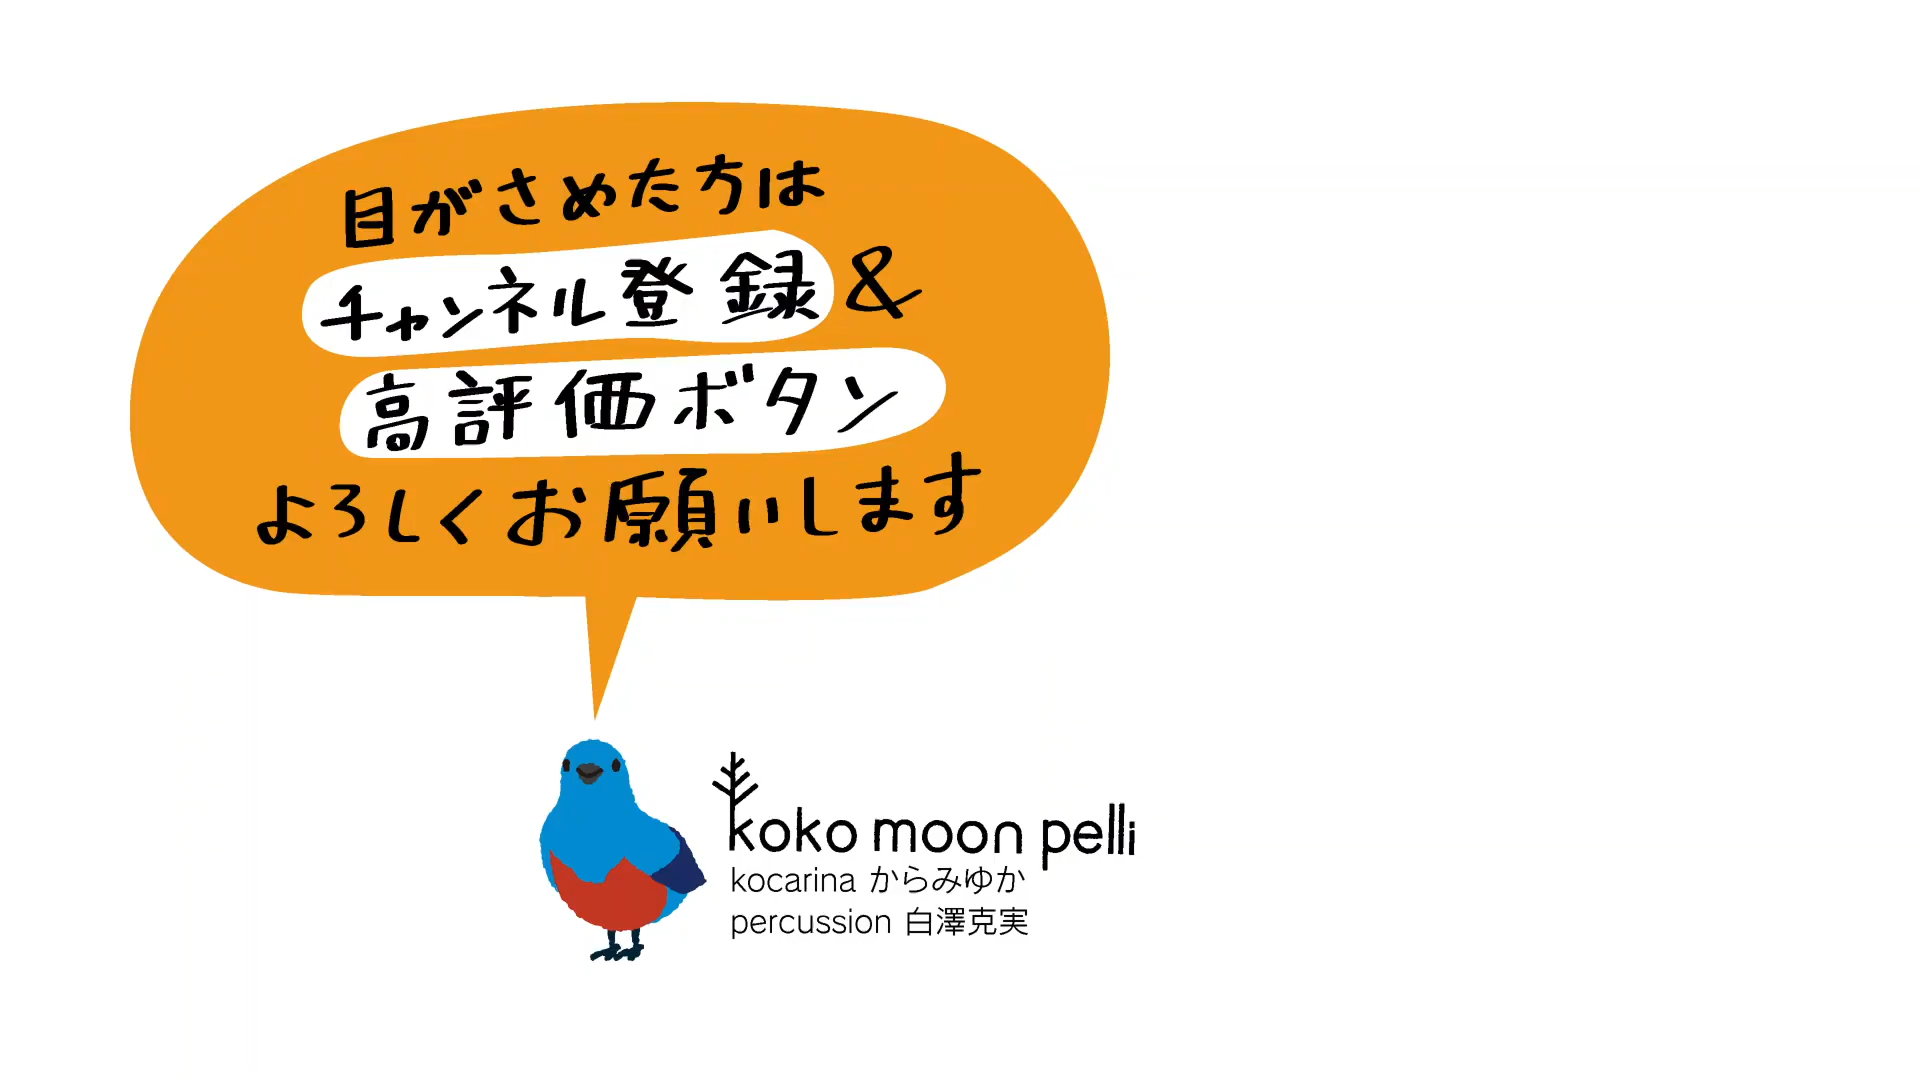 目がさめた方は
チャンネル登録&
高評価ボタン
よろしくお願いします
koko moon pelli
kocarina からみゆか
percussion 白澤克実